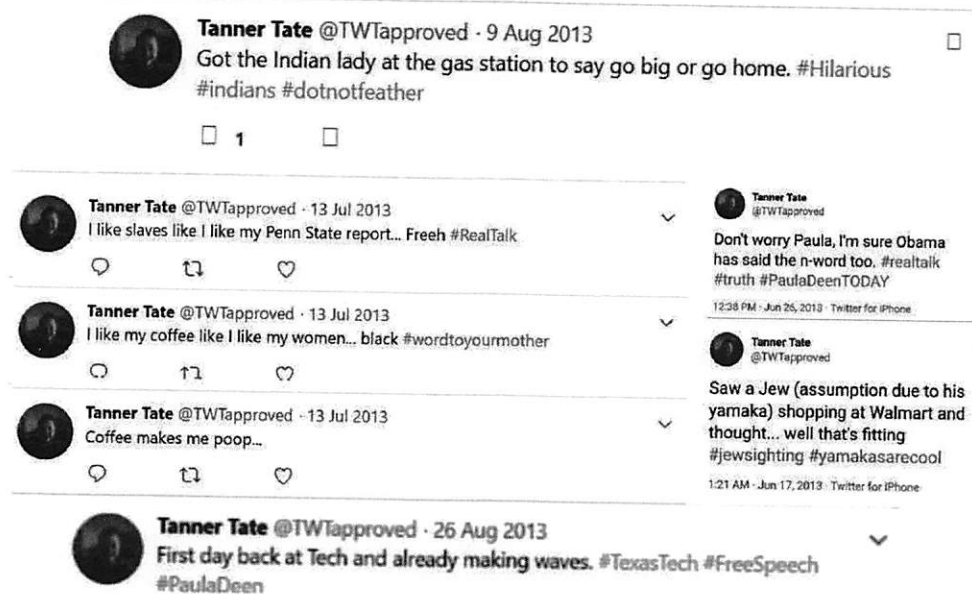 Tanner Tate @TWTapproved · 9 Aug 2013
Got the Indian lady at the gas station to say go big or go home. #Hilarious
#indians #dotnotfeather
1
Tanner Tate @TWTapproved · 13 Jul 2013
I like slaves like I like my Penn State report... Freeh #RealTalk
Tanner Tate @TWTapproved · 13 Jul 2013
I like my coffee like I like my women... black #wordtoyourmother
Tanner Tate @TWTapproved · 13 Jul 2013
Coffee makes me poop...
Tanner Tate
@TWTapproved
Don't worry Paula, I'm sure Obama
has said the n-word too. #realtalk
#truth #PaulaDeenTODAY
12:38 PM · Jun 26, 2013 · Twitter for iPhone
Tanner Tate
@TWTapproved
Saw a Jew (assumption due to his
yamaka) shopping at Walmart and
thought... well that's fitting
#jewsighting #yamakasarecool
1:21 AM · Jun 17, 2013 · Twitter for iPhone
Tanner Tate @TWTapproved · 26 Aug 2013
First day back at Tech and already making waves. #TexasTech #FreeSpeech
#PaulaDeen